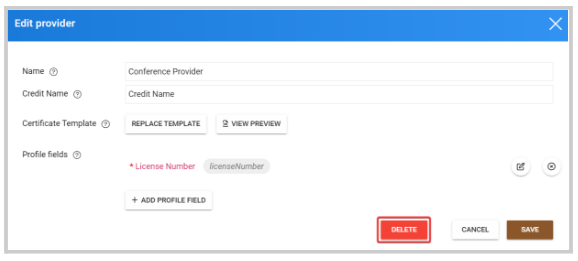 Edit provider
Name
Conference Provider
Credit Name
Credit Name
Certificate Template
REPLACE TEMPLATE
VIEW PREVIEW
Profile fields
* License Number licenseNumber
+ ADD PROFILE FIELD
DELETE
CANCEL
SAVE